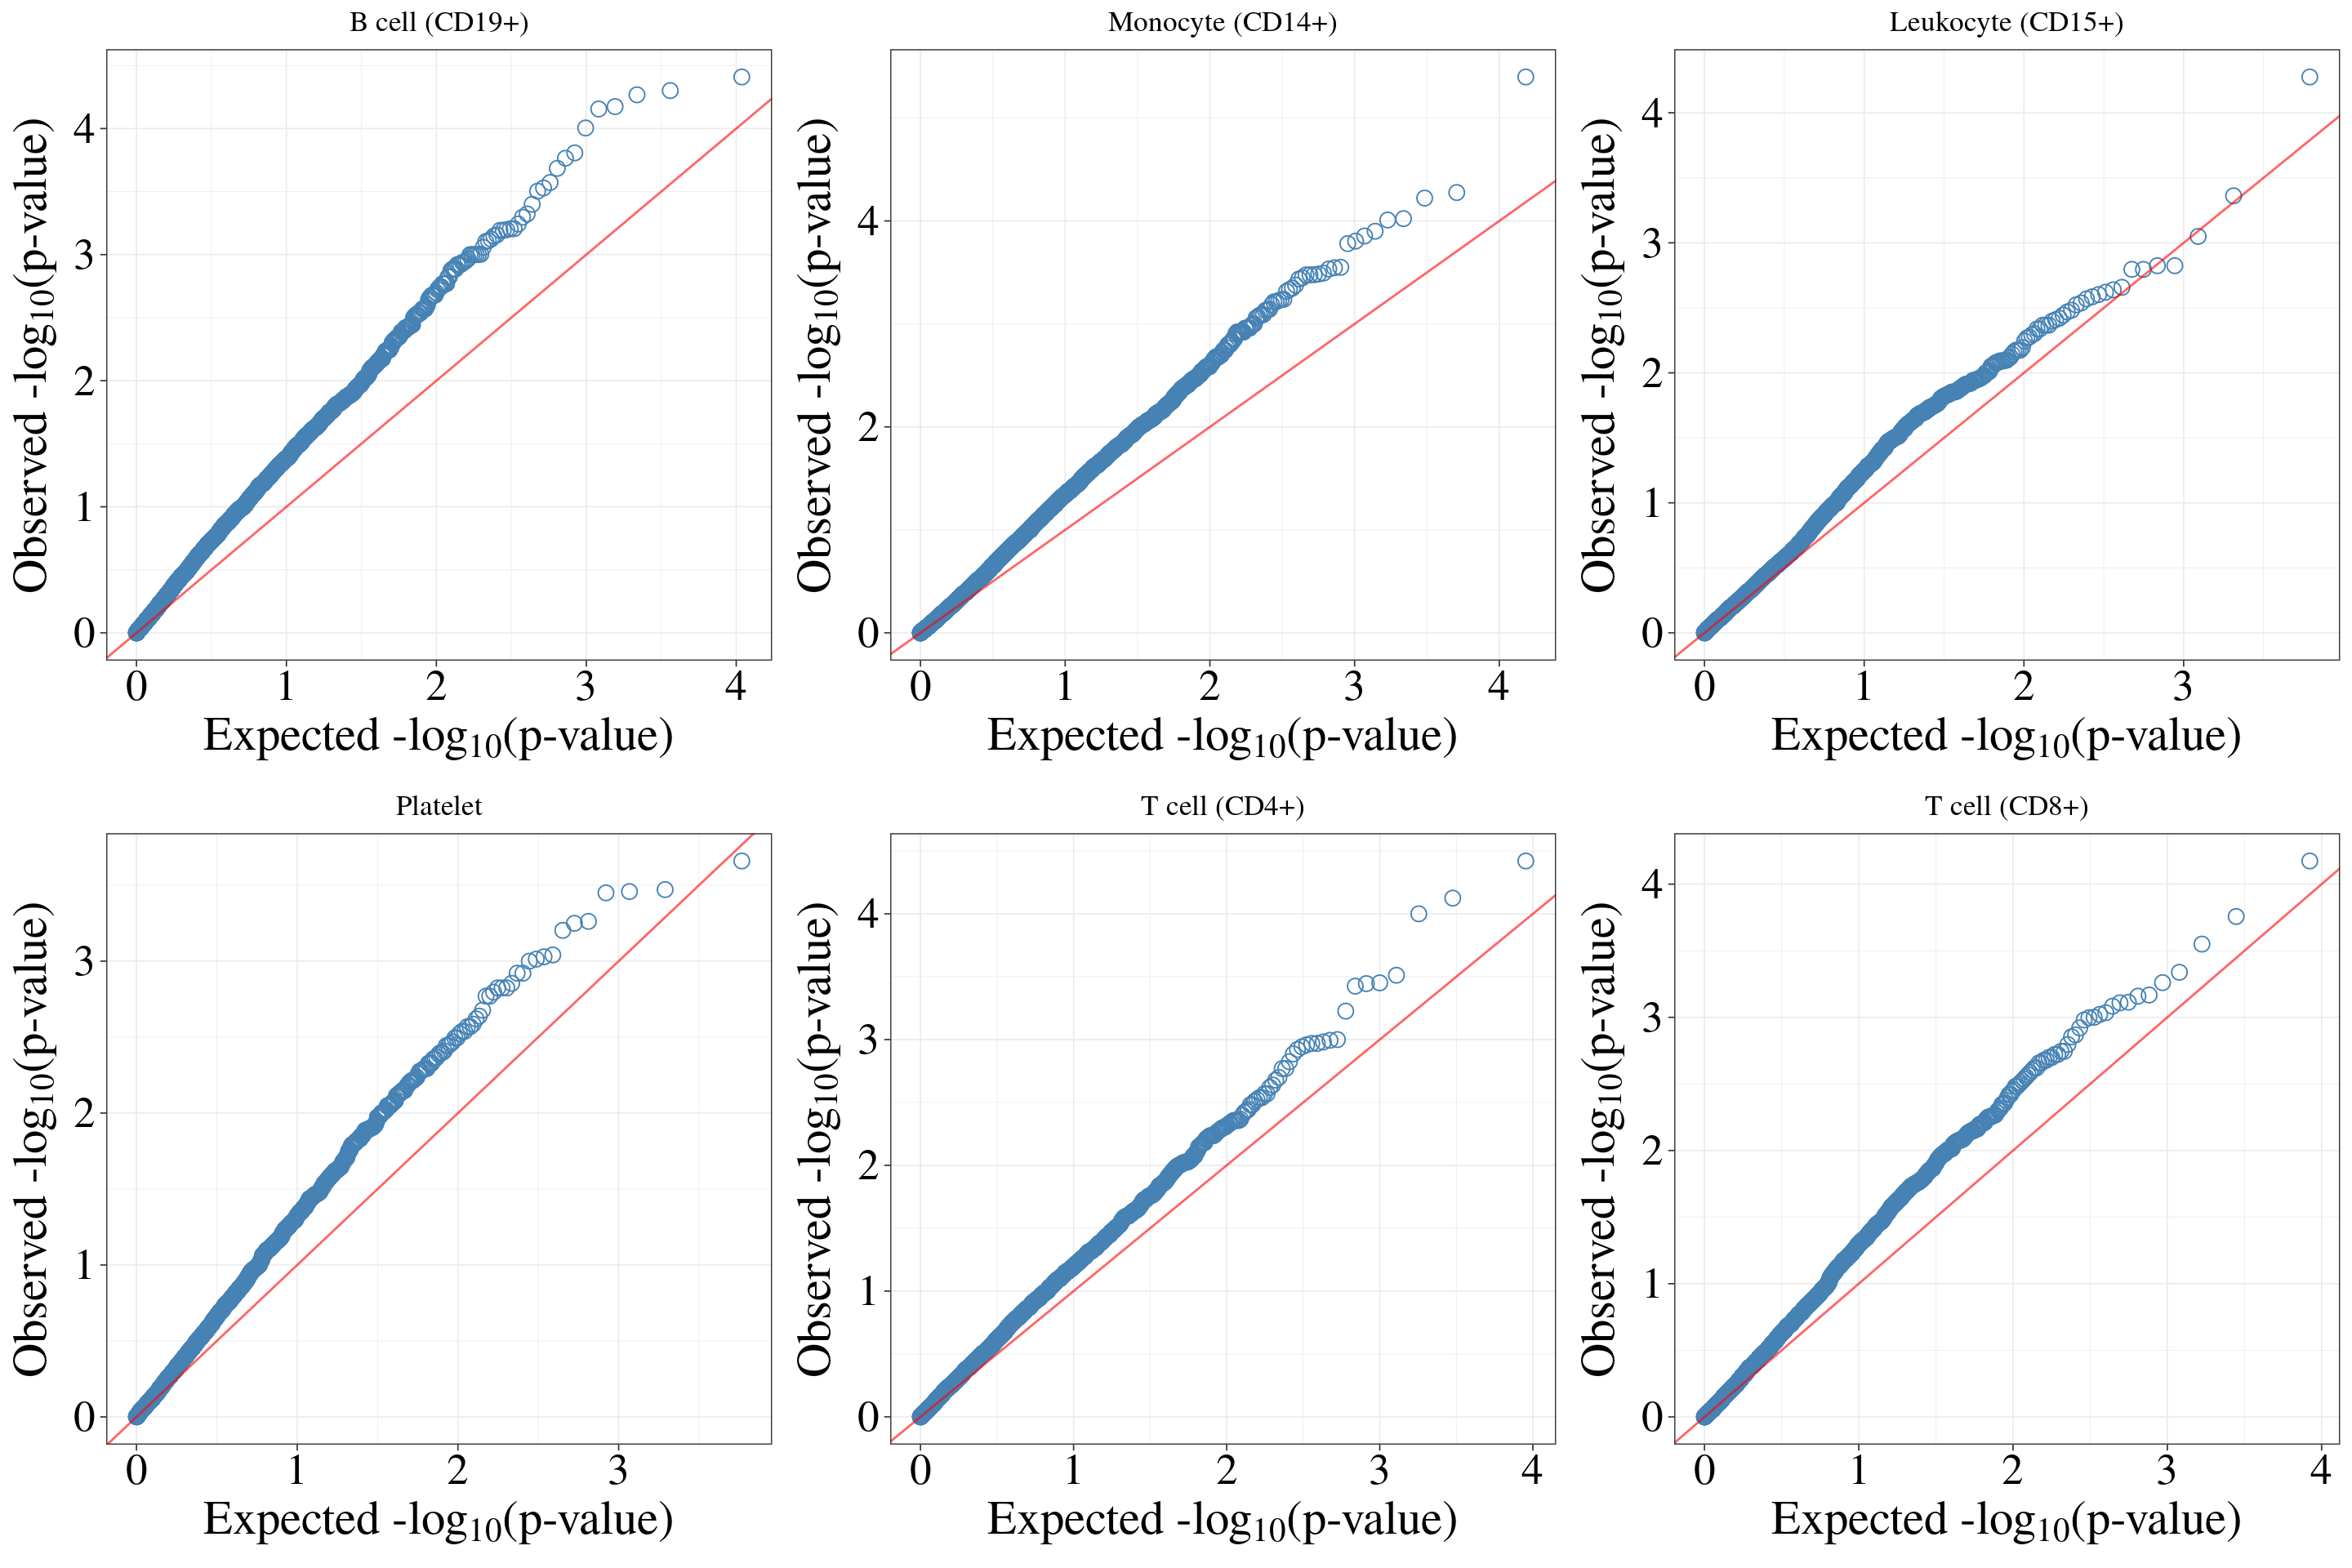 B cell (CD19+)
Observed -log10(p-value)
4
3
2
1
0
0 1 2 3 4
Expected -log10(p-value)
Monocyte (CD14+)
Observed -log10(p-value)
4
2
0
0 1 2 3 4
Expected -log10(p-value)
Leukocyte (CD15+)
Observed -log10(p-value)
4
3
2
1
0
0 1 2 3
Expected -log10(p-value)
Platelet
Observed -log10(p-value)
3
2
1
0
0 1 2 3
Expected -log10(p-value)
T cell (CD4+)
Observed -log10(p-value)
4
3
2
1
0
0 1 2 3 4
Expected -log10(p-value)
T cell (CD8+)
Observed -log10(p-value)
4
3
2
1
0
0 1 2 3 4
Expected -log10(p-value)